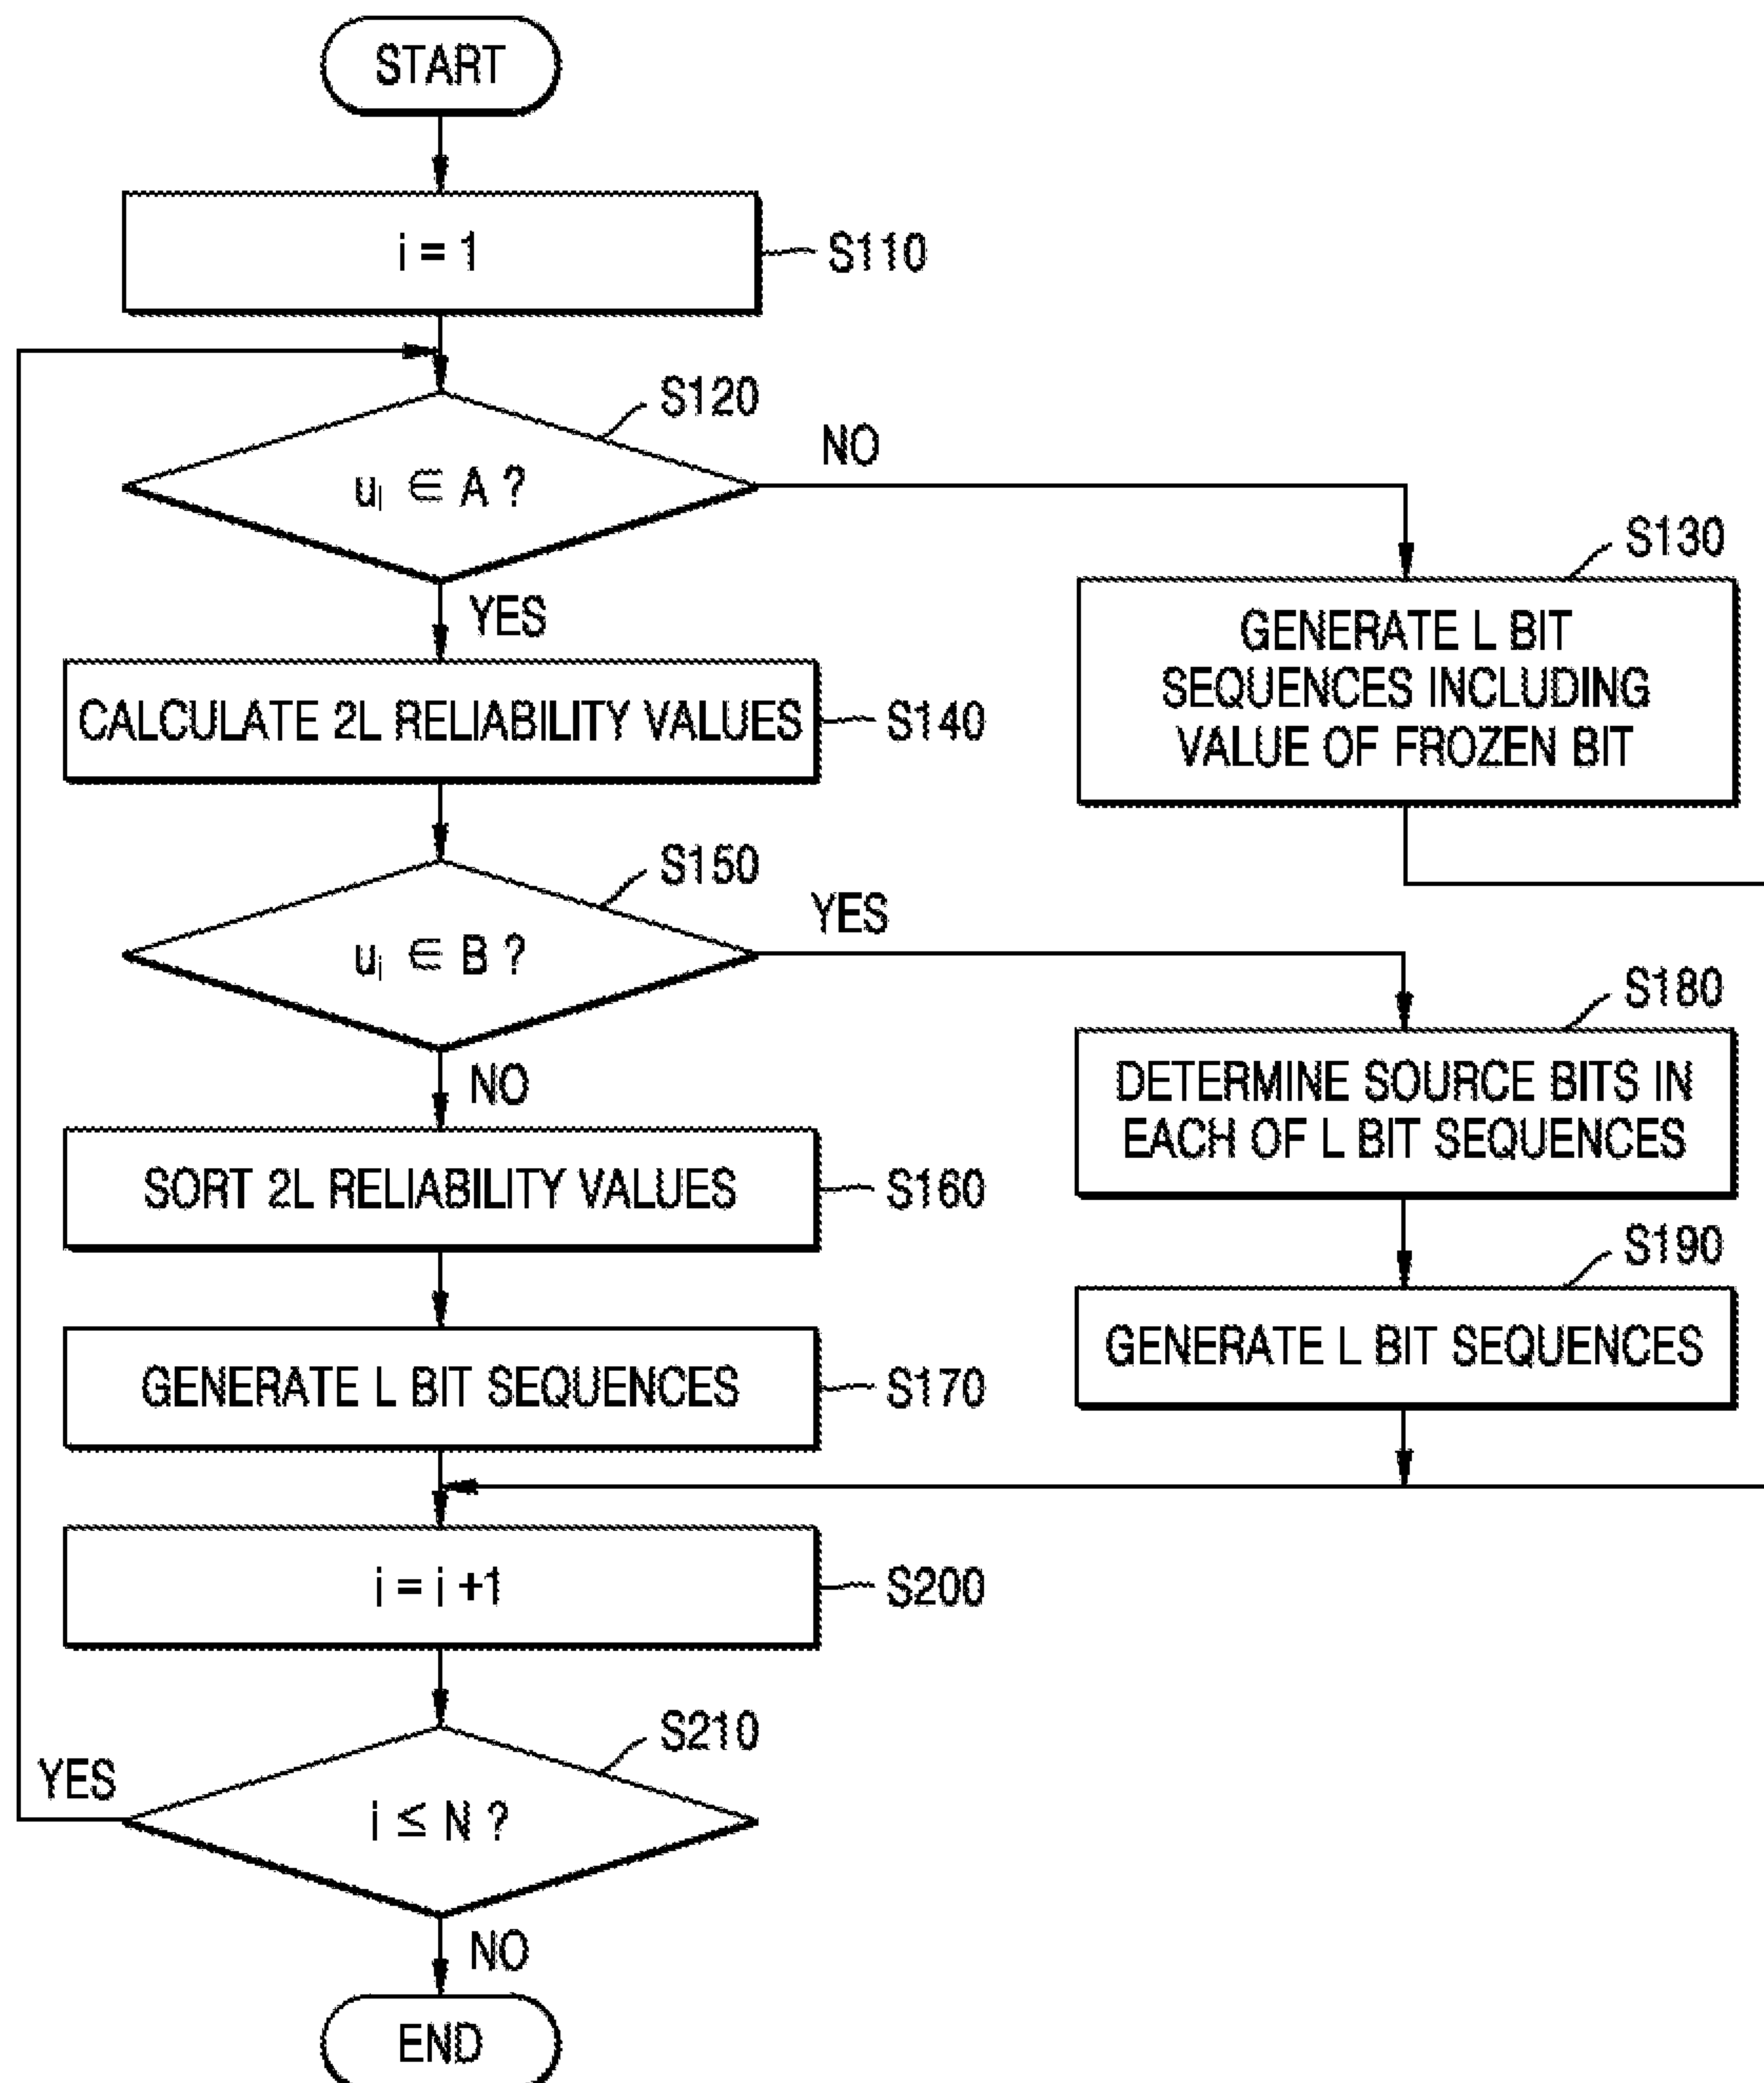 START
i = 1
S110
S120
uᵢ ∈ A ?
NO
YES
S130
GENERATE L BIT
SEQUENCES INCLUDING
VALUE OF FROZEN BIT
CALCULATE 2L RELIABILITY VALUES
S140
S150
uᵢ ∈ B ?
YES
NO
S180
DETERMINE SOURCE BITS IN
EACH OF L BIT SEQUENCES
SORT 2L RELIABILITY VALUES
S160
S190
GENERATE L BIT SEQUENCES
GENERATE L BIT SEQUENCES
S170
i = i +1
S200
S210
YES
i ≤ N ?
NO
END